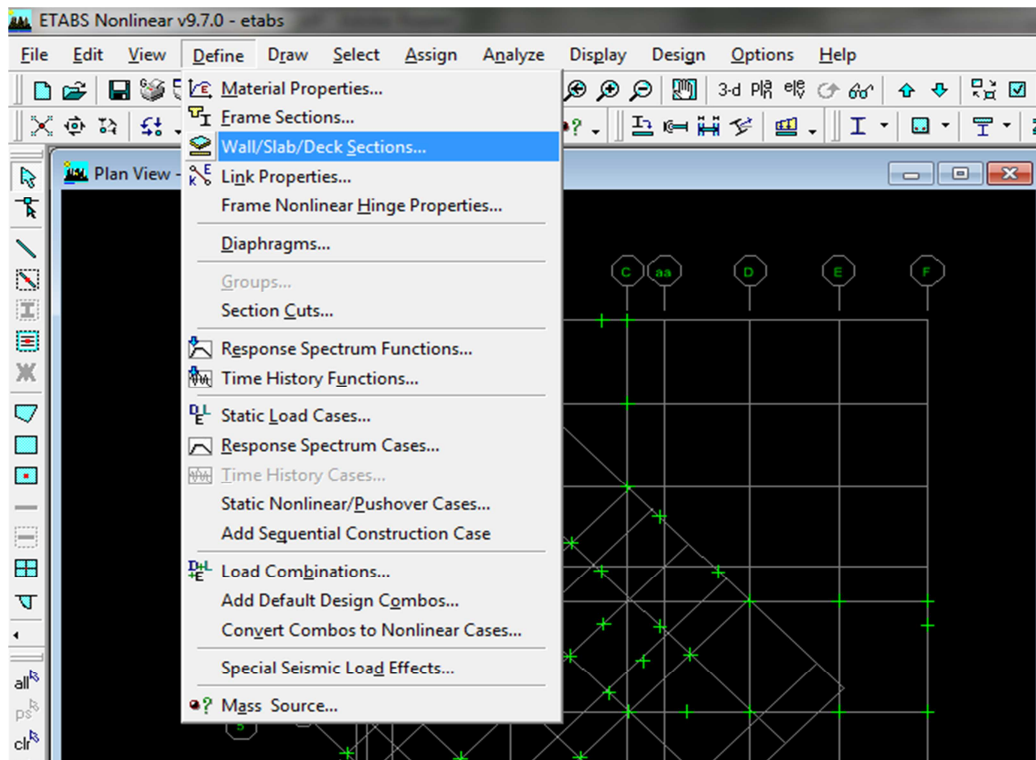 ETABS Nonlinear v9.7.0 - etabs
File Edit View Define Draw Select Assign Analyze Display Design Options Help
Material Properties...
3-d
Frame Sections...
Wall/Slab/Deck Sections...
Plan View -
Link Properties...
Frame Nonlinear Hinge Properties...
Diaphragms...
C aa D E F
Groups...
Section Cuts...
Response Spectrum Functions...
Time History Functions...
Static Load Cases...
Response Spectrum Cases...
Time History Cases...
Static Nonlinear/Pushover Cases...
Add Sequential Construction Case
Load Combinations...
Add Default Design Combos...
Convert Combos to Nonlinear Cases...
Special Seismic Load Effects...
all
Mass Source...
ps
5
clr